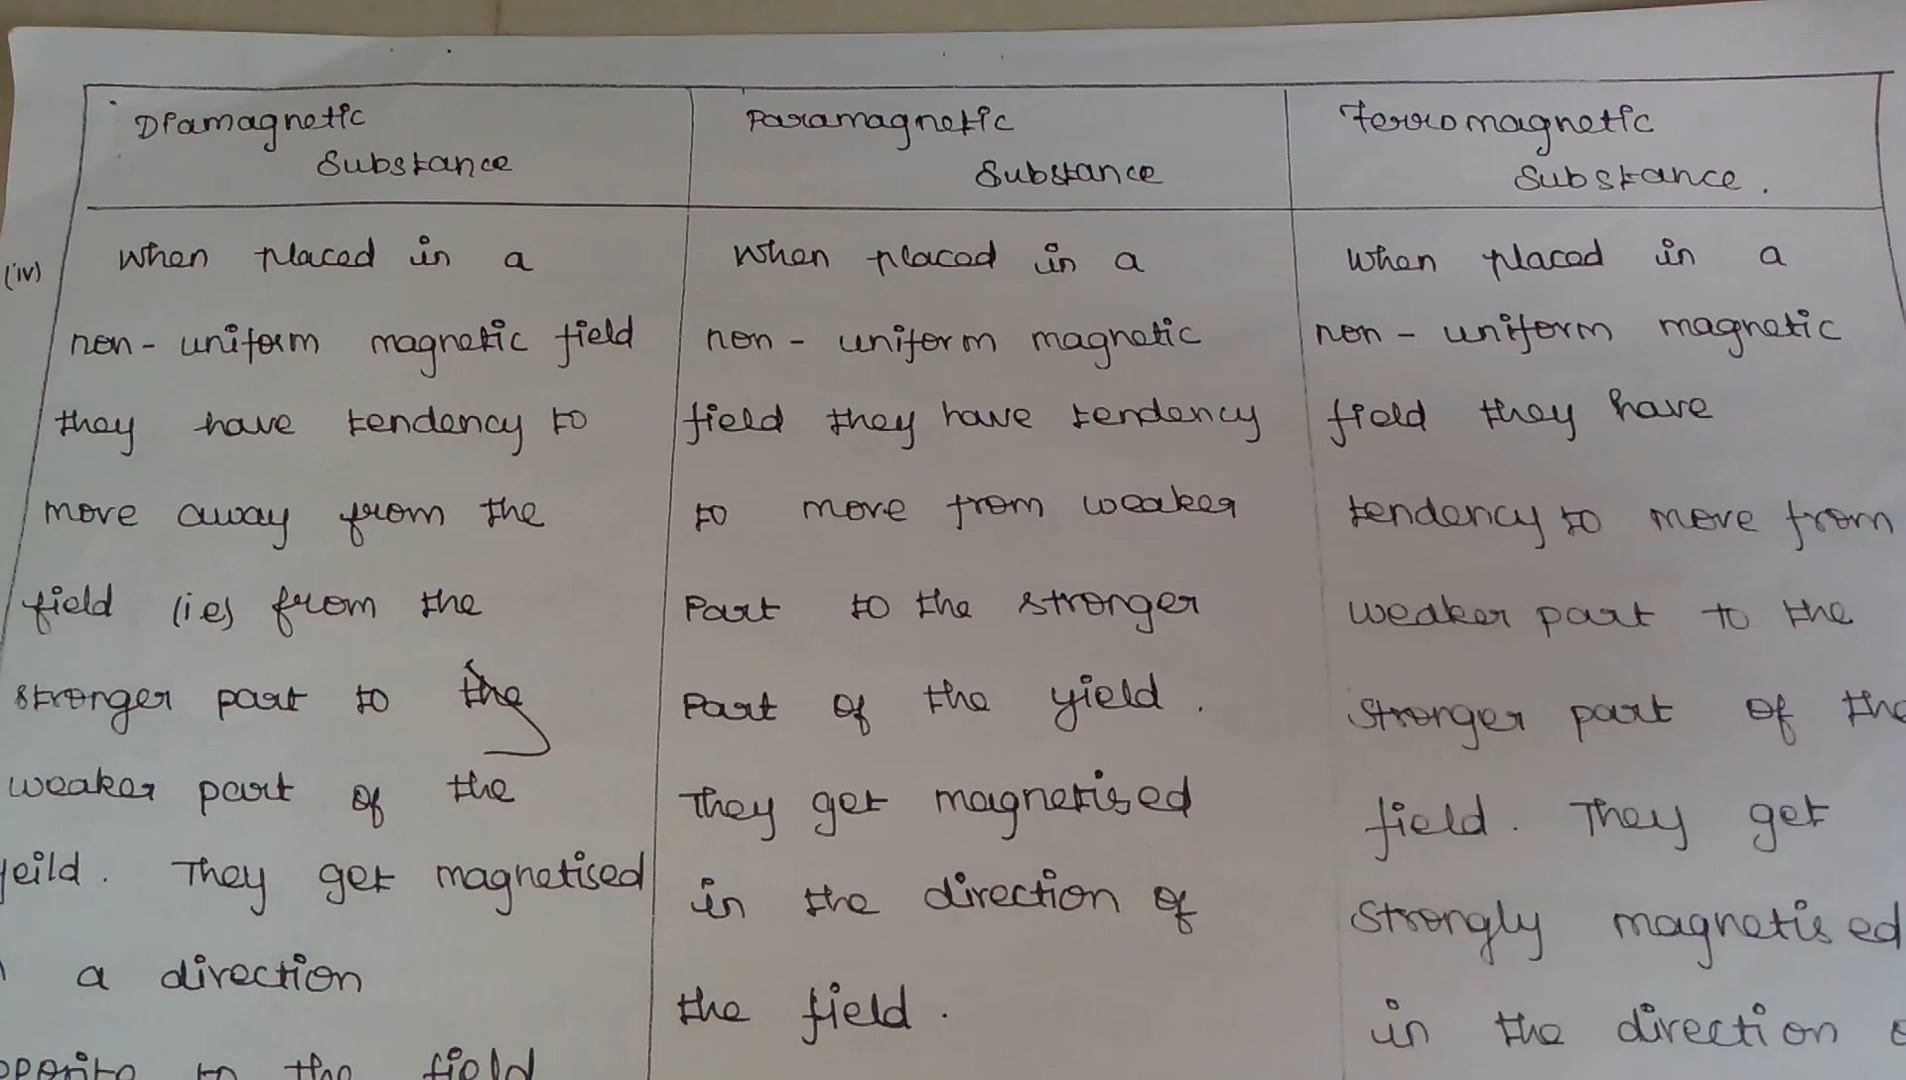 Diamagnetic
Substance
Paramagnetic
Substance
Ferromagnetic
Substance.
(iv)
When placed in a
non-uniform magnetic field
they have tendency to
move away from the
field (ie) from the
stronger part to the
weaker part of the
yeild. They get magnetised
a direction
opposite to the field
When placed in a
non-uniform magnetic
field they have tendency
to move from weaker
Part to the stronger
Part of the yield.
They get magnetised
in the direction of
the field.
When placed in a
non-uniform magnetic
field they have
tendency to move from
weaker part to the
stronger part of the
field. They get
strongly magnetised
in the direction